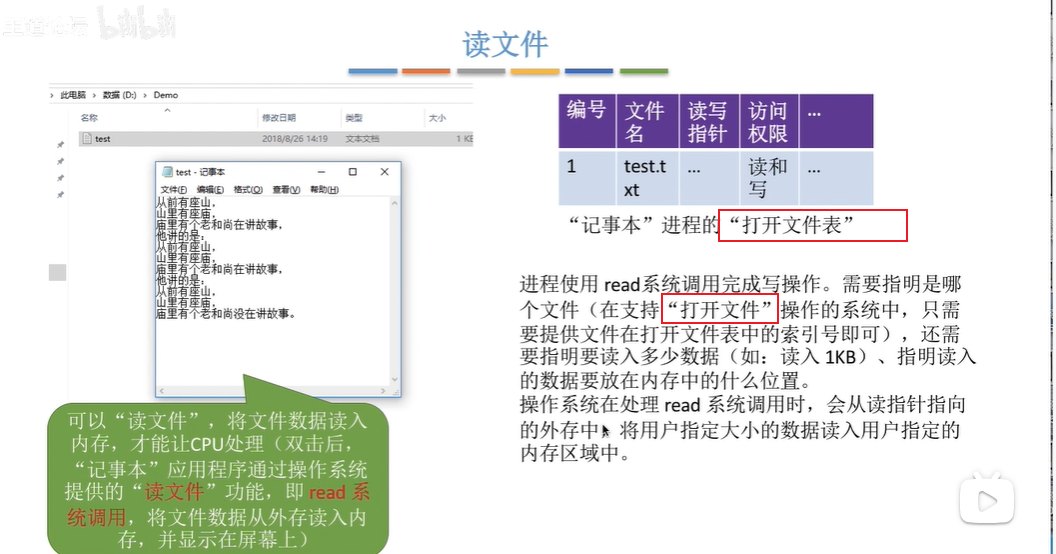 王道论坛 bilibili
读文件
此电脑 > 数据 (D:) > Demo
名称 修改日期 类型 大小
test 2018/8/26 14:19 文本文档 1 KB
test - 记事本
文件(F) 编辑(E) 格式(O) 查看(V) 帮助(H)
从前有座山，
山里有座庙，
庙里有个老和尚在讲故事，
他讲的是：
从前有座山，
山里有座庙，
庙里有个老和尚在讲故事，
他讲的是：
从前有座山，
山里有座庙，
庙里有个老和尚没在讲故事。
可以“读文件”，将文件数据读入
内存，才能让CPU处理（双击后，
“记事本”应用程序通过操作系统
提供的“读文件”功能，即 read 系
统调用，将文件数据从外存读入内
存，并显示在屏幕上）
编号 文件 读写 访问 ...
名 指针 权限
1 test.t ... 读和 ...
xt 写
“记事本”进程的“打开文件表”
进程使用 read系统调用完成写操作。需要指明是哪
个文件（在支持“打开文件”操作的系统中，只需
要提供文件在打开文件表中的索引号即可），还需
要指明要读入多少数据（如：读入 1KB）、指明读入
的数据要放在内存中的什么位置。
操作系统在处理 read 系统调用时，会从读指针指向
的外存中，将用户指定大小的数据读入用户指定的
内存区域中。